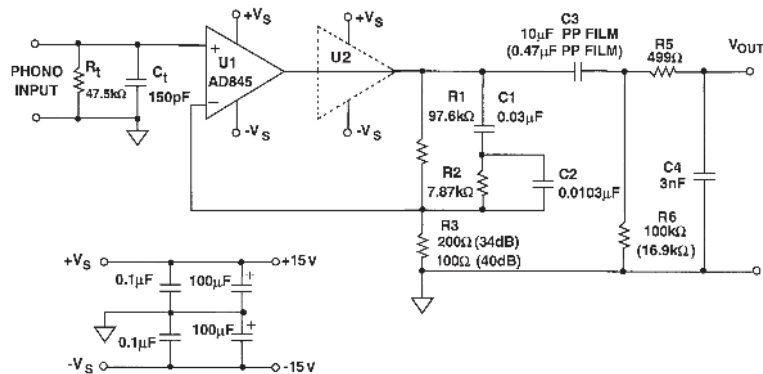 +VS
+VS
C3
10µF PP FILM
(0.47µF PP FILM)
VOUT
R5
499Ω
+
U1
AD845
U2
PHONO
INPUT
Rt
47.5kΩ
Ct
150pF
–
-VS
-VS
R1
97.6kΩ
C1
0.03µF
R2
7.87kΩ
C2
0.0103µF
C4
3nF
R3
200Ω (34dB)
100Ω (40dB)
R6
100kΩ
(16.9kΩ)
+VS
+15V
0.1µF
100µF
+
0.1µF
100µF
+
-VS
-15V